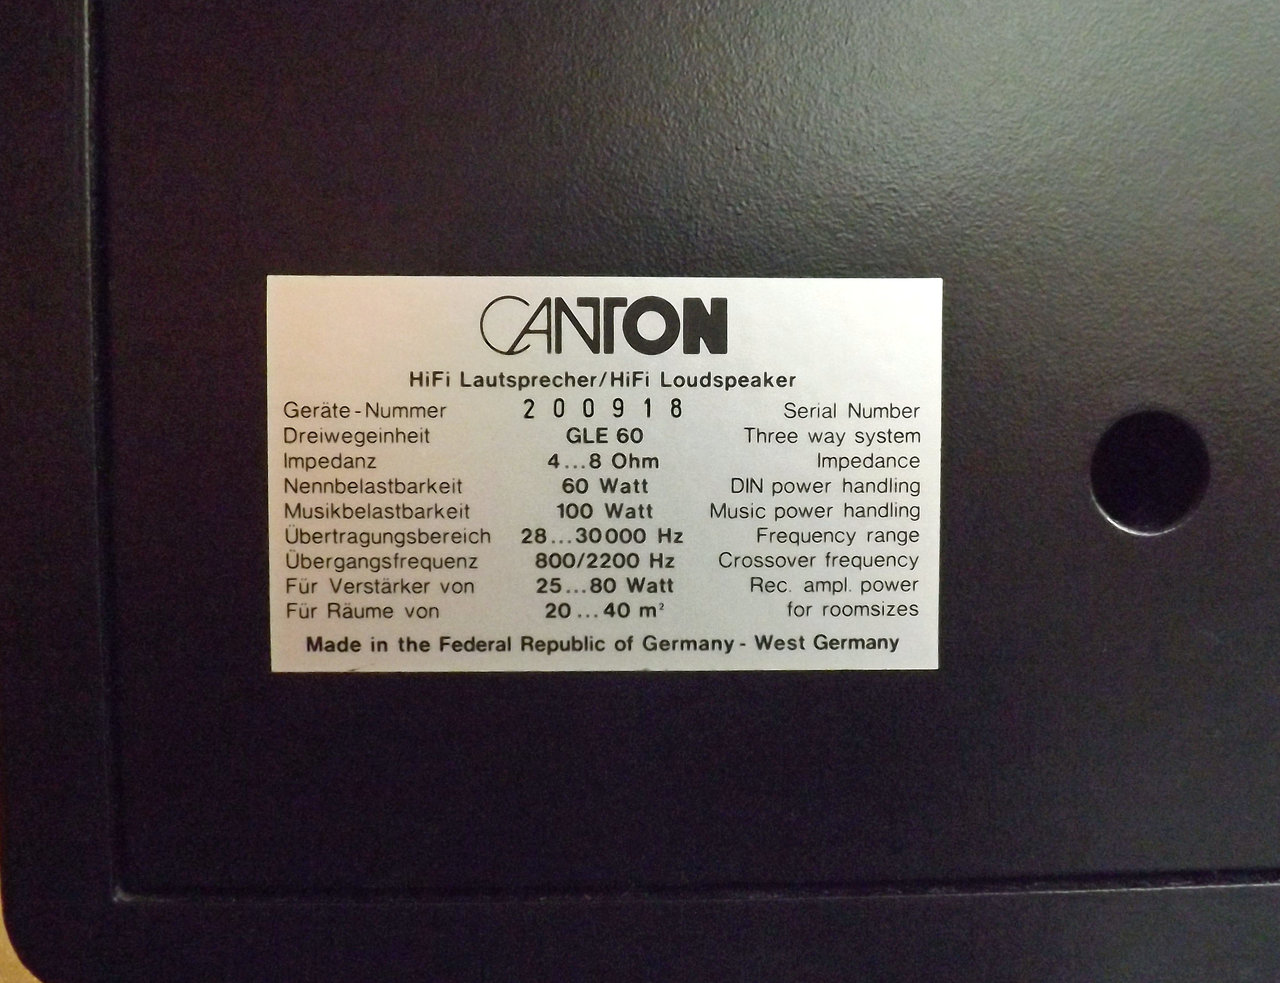 CANTON
HiFi Lautsprecher/HiFi Loudspeaker
Geräte-Nummer 200918 Serial Number
Dreiwegeinheit GLE 60 Three way system
Impedanz 4...8 Ohm Impedance
Nennbelastbarkeit 60 Watt DIN power handling
Musikbelastbarkeit 100 Watt Music power handling
Übertragungsbereich 28...30000 Hz Frequency range
Übergangsfrequenz 800/2200 Hz Crossover frequency
Für Verstärker von 25...80 Watt Rec. ampl. power
Für Räume von 20...40 m² for roomsizes
Made in the Federal Republic of Germany - West Germany